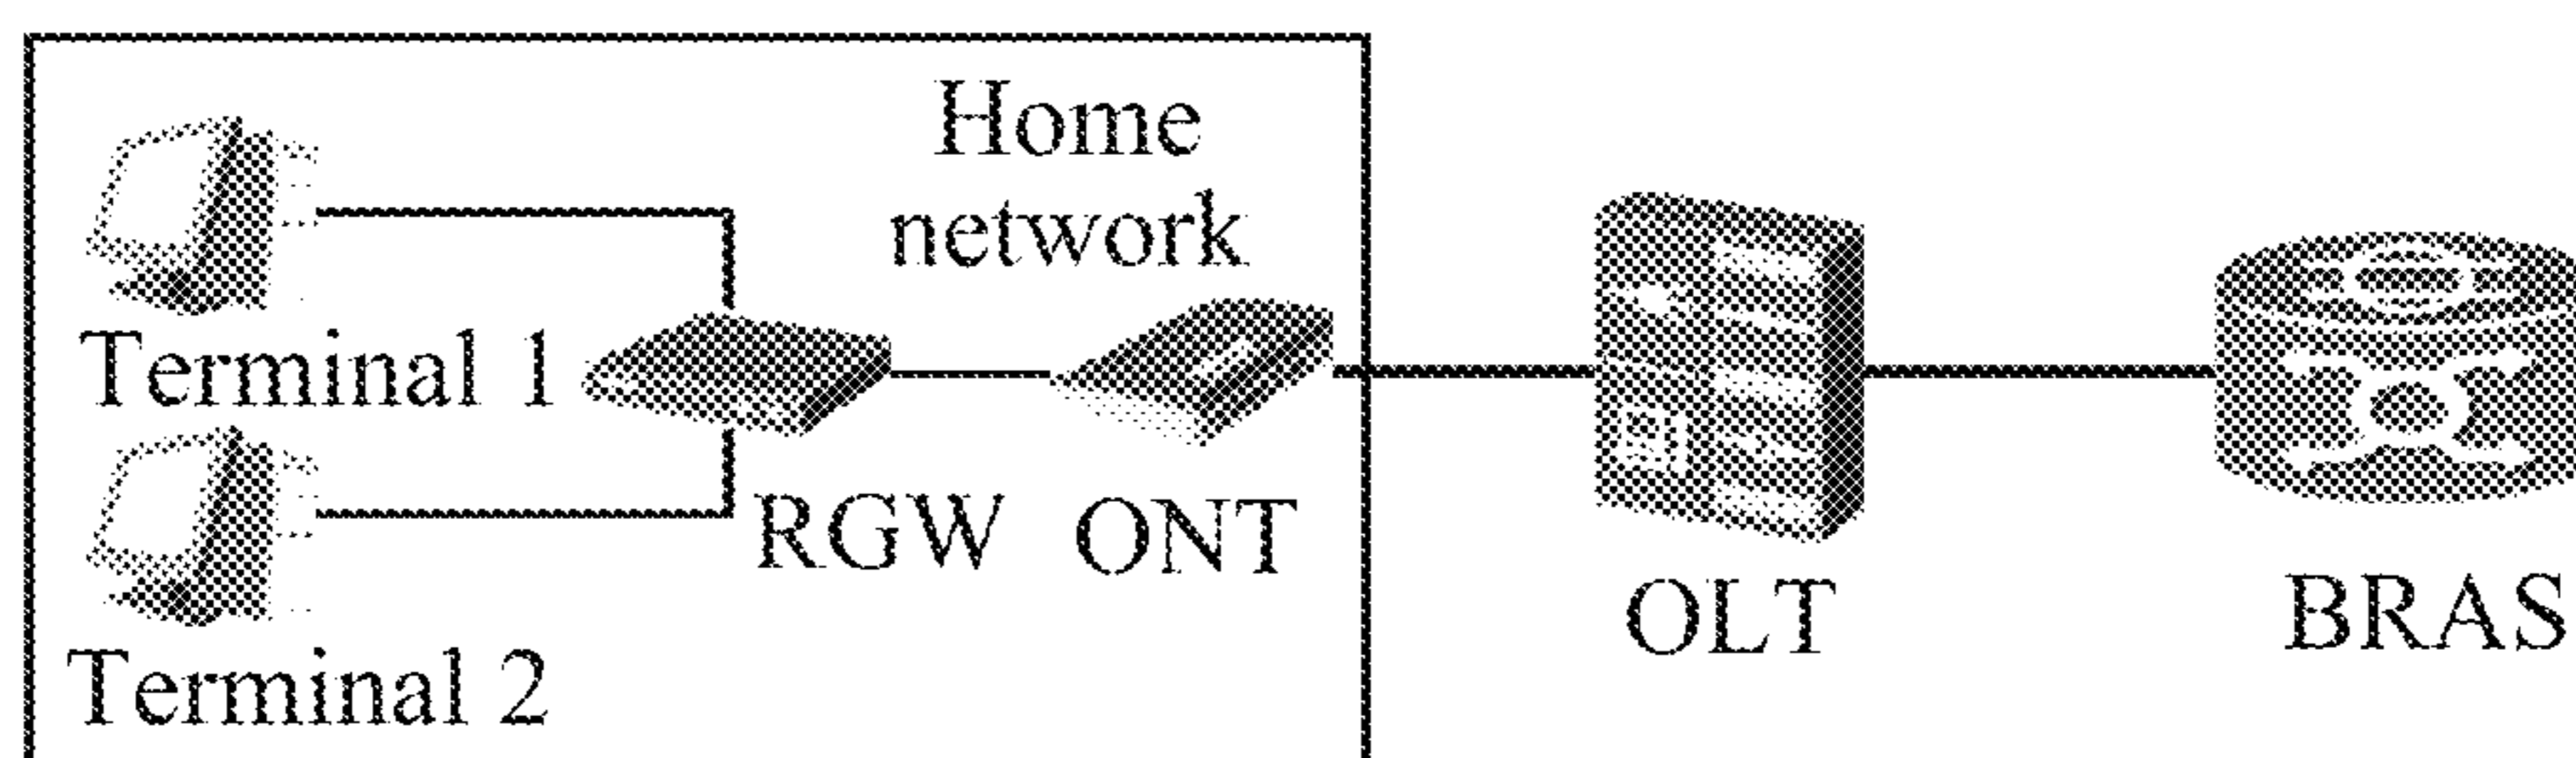 Home
network
Terminal 1
RGW
ONT
OLT
BRAS
Terminal 2